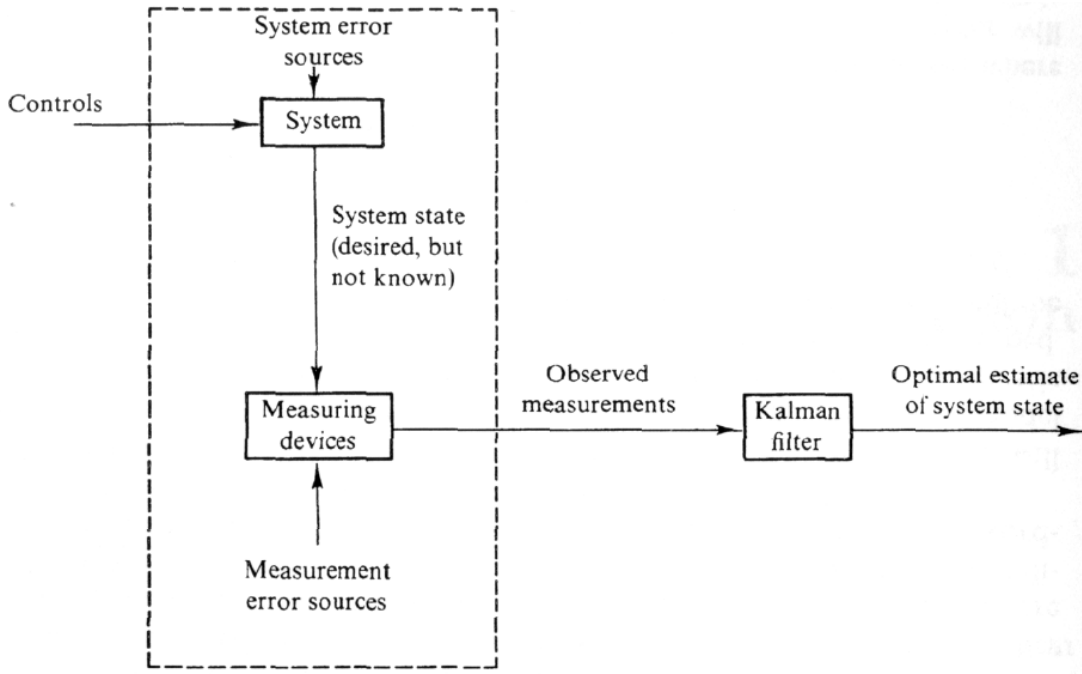 System error
sources
Controls
System
System state
(desired, but
not known)
Observed
measurements
Optimal estimate
of system state
Measuring
devices
Kalman
filter
Measurement
error sources